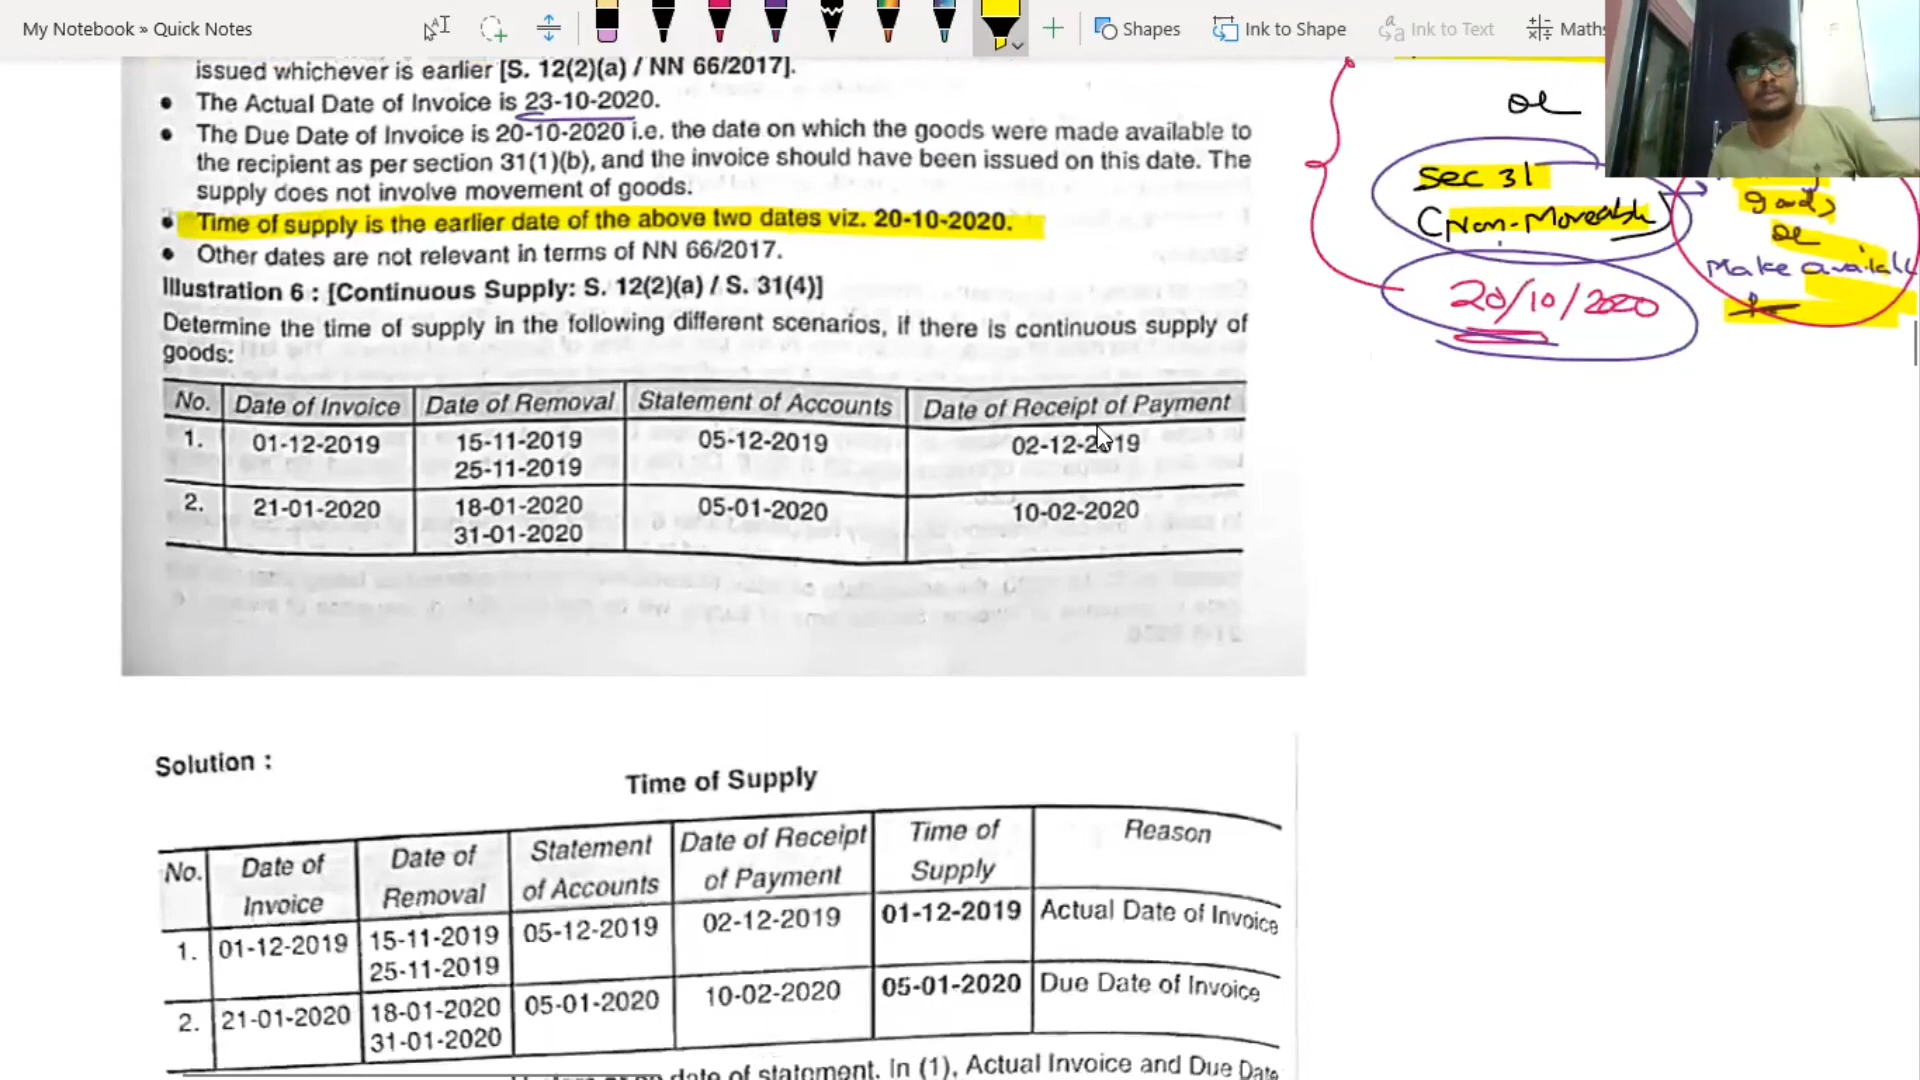 My Notebook » Quick Notes
Shapes
Ink to Shape
Ink to Text
Maths
issued whichever is earlier [S. 12(2)(a) / NN 66/2017].
• The Actual Date of Invoice is 23-10-2020.
• The Due Date of Invoice is 20-10-2020 i.e. the date on which the goods were made available to
the recipient as per section 31(1)(b), and the invoice should have been issued on this date. The
supply does not involve movement of goods.
• Time of supply is the earlier date of the above two dates viz. 20-10-2020.
• Other dates are not relevant in terms of NN 66/2017.
Illustration 6 : [Continuous Supply: S. 12(2)(a) / S. 31(4)]
Determine the time of supply in the following different scenarios, if there is continuous supply of
goods:
No. Date of Invoice Date of Removal Statement of Accounts Date of Receipt of Payment
1. 01-12-2019 15-11-2019 05-12-2019 02-12-2019
25-11-2019
2. 21-01-2020 18-01-2020 05-01-2020 10-02-2020
31-01-2020
or
Sec 31
(Non-Moveable)
20/10/2020
goods
or
Make availabl
Solution :
Time of Supply
No. Date of Invoice Date of Removal Statement of Accounts Date of Receipt of Payment Time of Supply Reason
1. 01-12-2019 15-11-2019 05-12-2019 02-12-2019 01-12-2019 Actual Date of Invoice
25-11-2019
2. 21-01-2020 18-01-2020 05-01-2020 10-02-2020 05-01-2020 Due Date of Invoice
31-01-2020
date of statement. In (1), Actual Invoice and Due Date